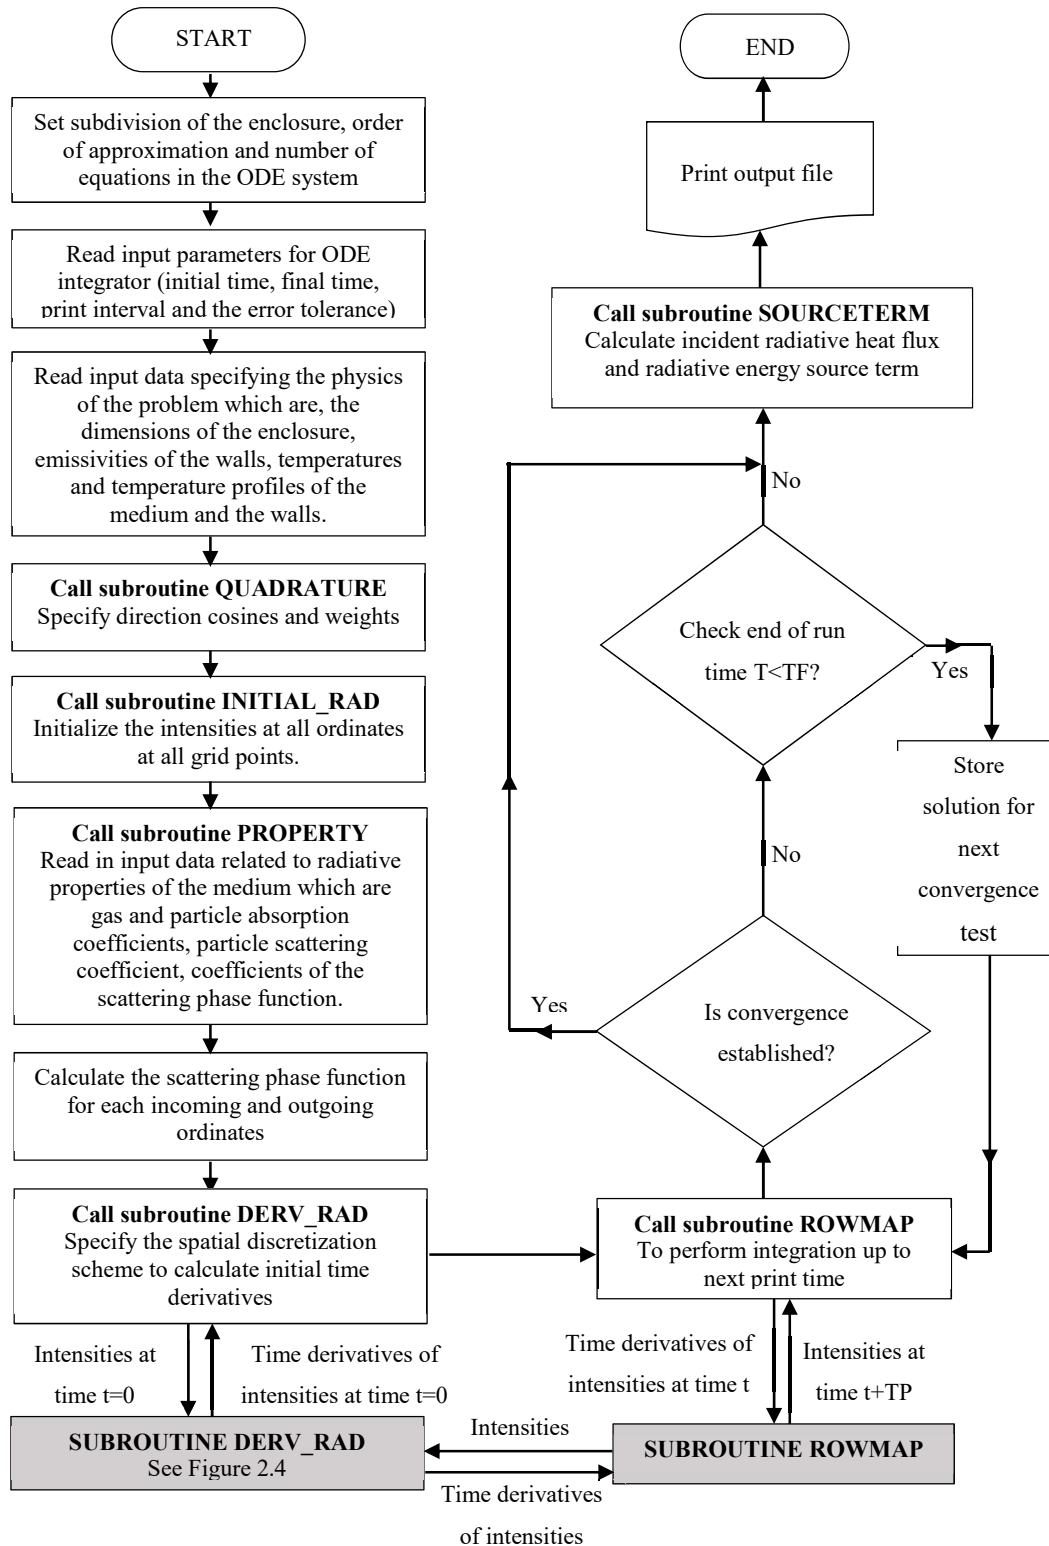 START
Set subdivision of the enclosure, order
of approximation and number of
equations in the ODE system
Read input parameters for ODE
integrator (initial time, final time,
print interval and the error tolerance)
Read input data specifying the physics
of the problem which are, the
dimensions of the enclosure,
emissivities of the walls, temperatures
and temperature profiles of the
medium and the walls.
Call subroutine QUADRATURE
Specify direction cosines and weights
Call subroutine INITIAL_RAD
Initialize the intensities at all ordinates
at all grid points.
Call subroutine PROPERTY
Read in input data related to radiative
properties of the medium which are
gas and particle absorption
coefficients, particle scattering
coefficient, coefficients of the
scattering phase function.
Calculate the scattering phase function
for each incoming and outgoing
ordinates
Call subroutine DERV_RAD
Specify the spatial discretization
scheme to calculate initial time
derivatives
Intensities at
time t=0
Time derivatives of
intensities at time t=0
SUBROUTINE DERV_RAD
See Figure 2.4
Intensities
Time derivatives
of intensities
SUBROUTINE ROWMAP
Time derivatives of
intensities at time t
Intensities at
time t+TP
Call subroutine ROWMAP
To perform integration up to
next print time
Is convergence
established?
Yes
No
Check end of run
time T<TF?
Yes
Store
solution for
next
convergence
test
No
Call subroutine SOURCETERM
Calculate incident radiative heat flux
and radiative energy source term
Print output file
END